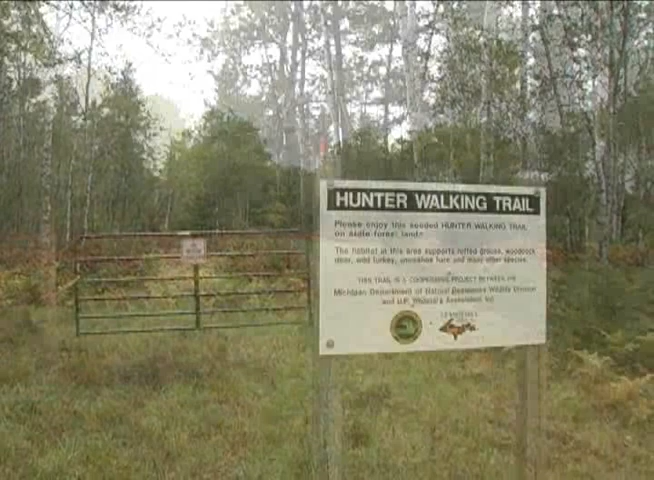 HUNTER WALKING TRAIL
Please enjoy this seeded HUNTER WALKING TRAIL
on state forest land.
The habitat in this area supports ruffed grouse, woodcock
deer, wild turkey, snowshoe hare and many other species.
THIS TRAIL IS A COOPERATIVE PROJECT BETWEEN THE
Michigan Department of Natural Resources Wildlife Division
and U.P. Whitetails Association, Inc.